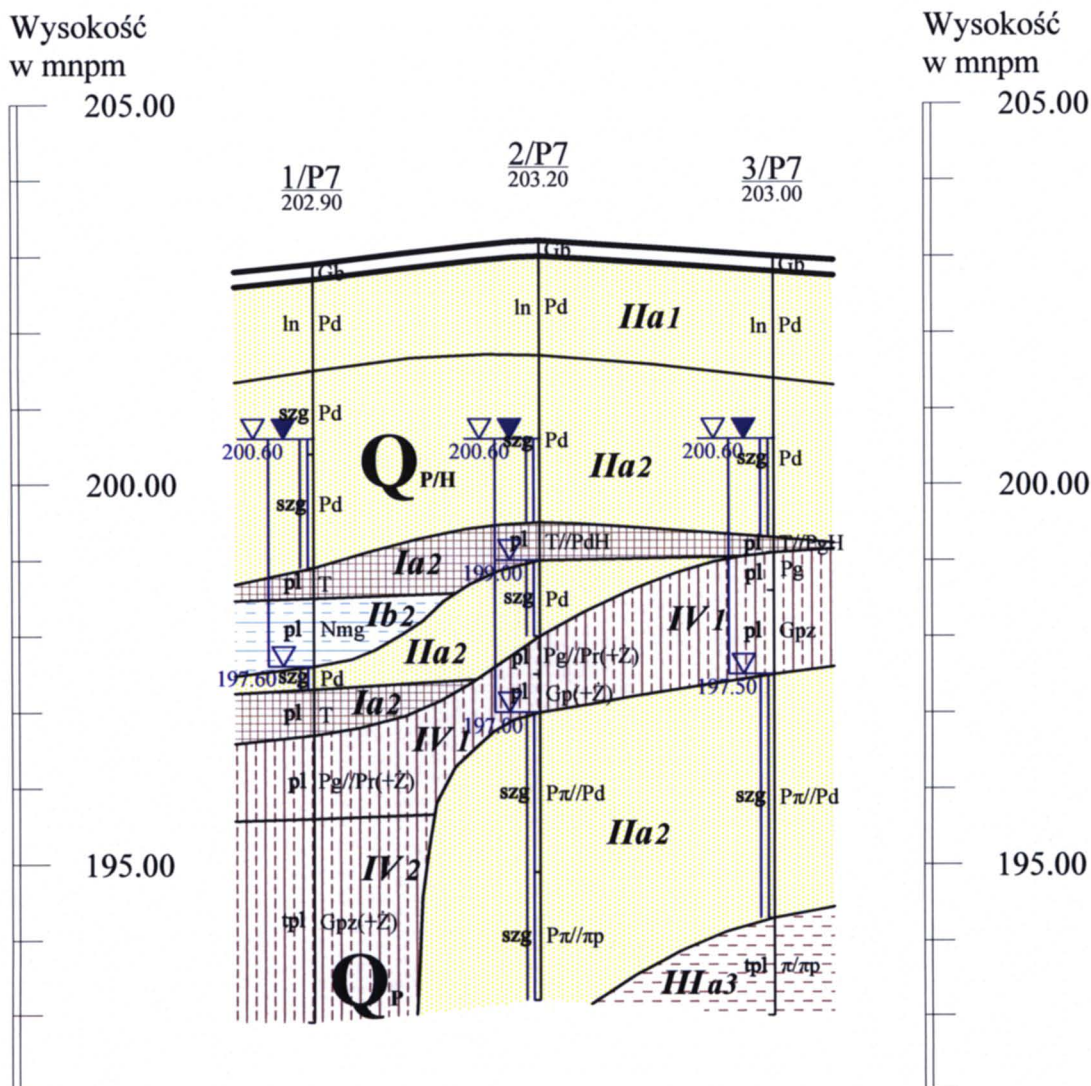 Wysokość
w mnpm
Wysokość
w mnpm
205.00
205.00
1/P7
202.90
2/P7
203.20
3/P7
203.00
Gb
Gb
Gb
ln Pd
ln Pd
IIa1
ln Pd
szg Pd
200.60
Q P/H
szg Pd
200.60
IIa2
szg Pd
200.60
200.00
200.00
szg Pd
pl T//PdH
pl T//PgH
Ia2
pl T
199.00
pl Pg
szg Pd
Ib2
pl Nmg
IV 1
pl Gpz
IIa2
pl Pg//Pr(+Ż)
197.60
szg Pd
pl Gp(+Ż)
197.50
Ia2
pl T
197.00
IV 1
pl Pg//Pr(+Ż)
szg Pπ//Pd
szg Pπ//Pd
IIa2
195.00
195.00
IV 2
tpl Gpz(+Ż)
szg Pπ//πp
tpl π/πp
IIIa3
Q P